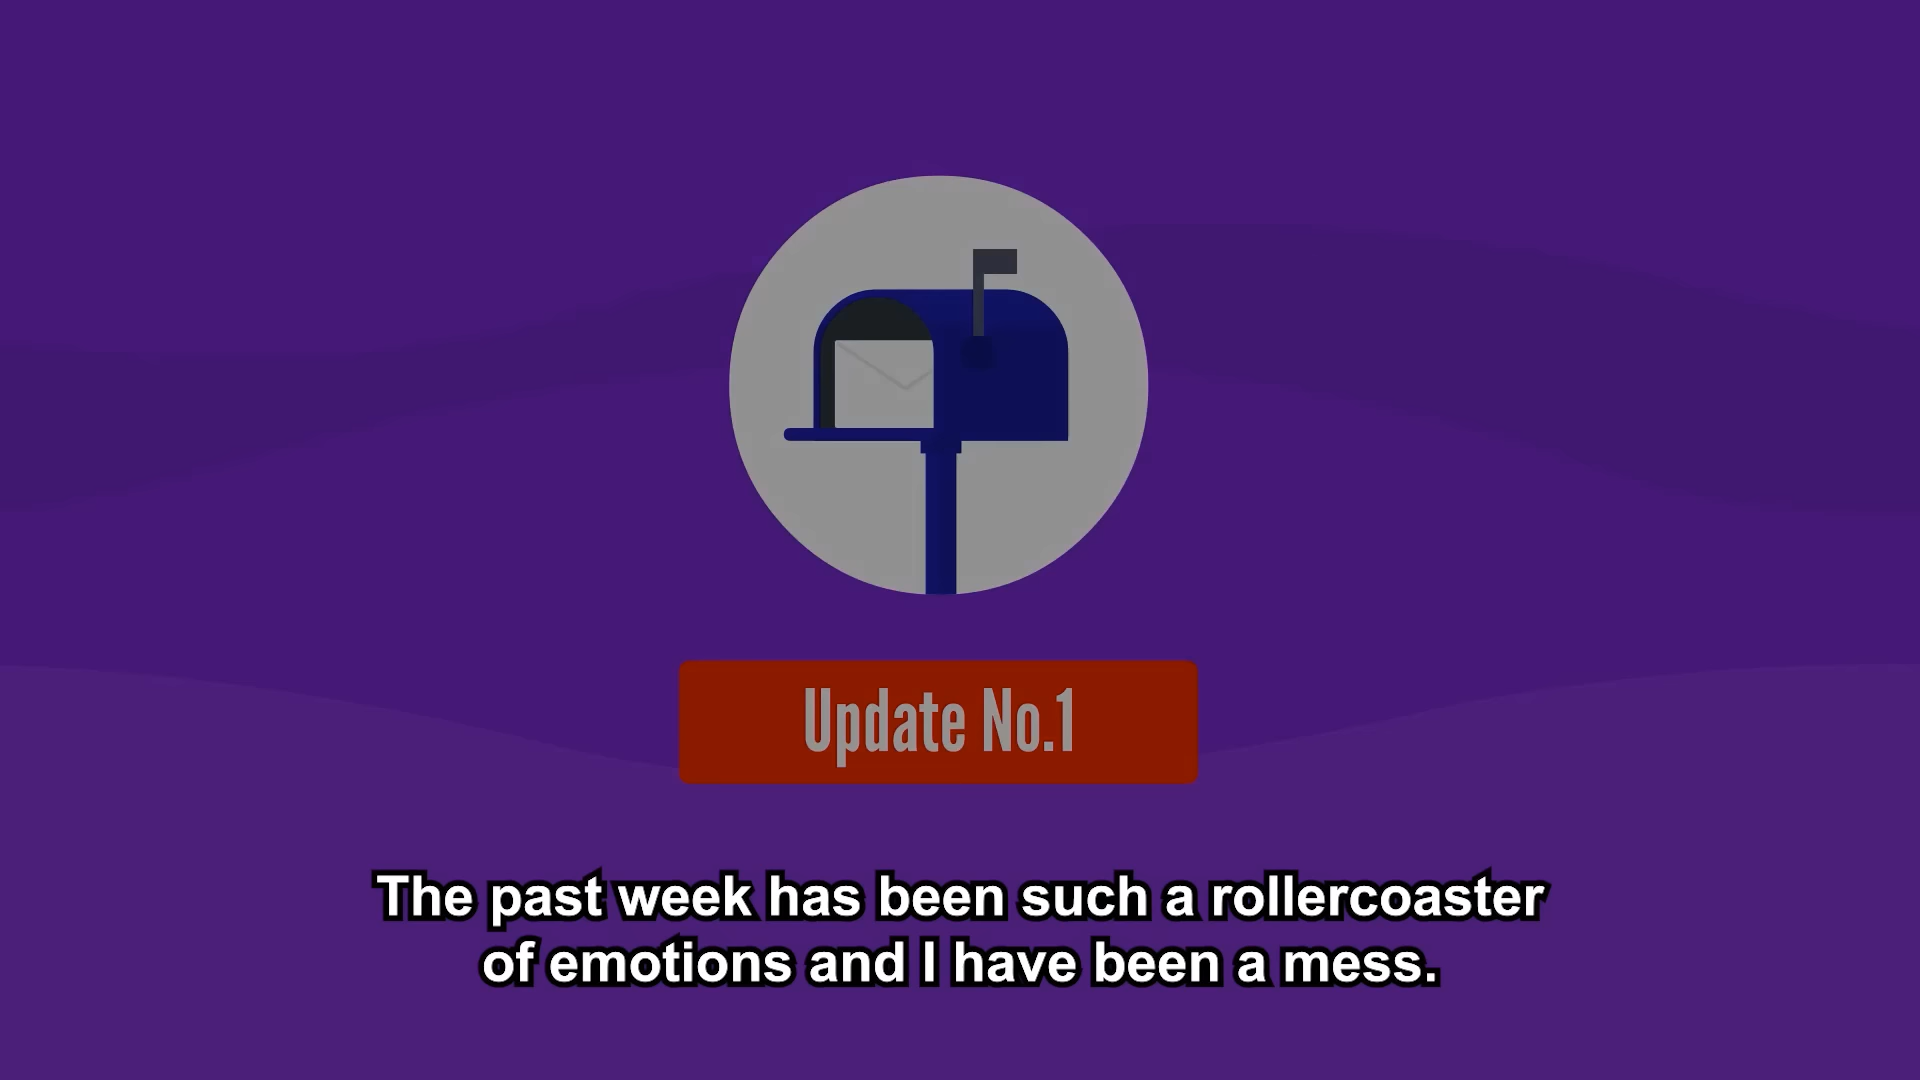 Update No.1
The past week has been such a rollercoaster
of emotions and I have been a mess.